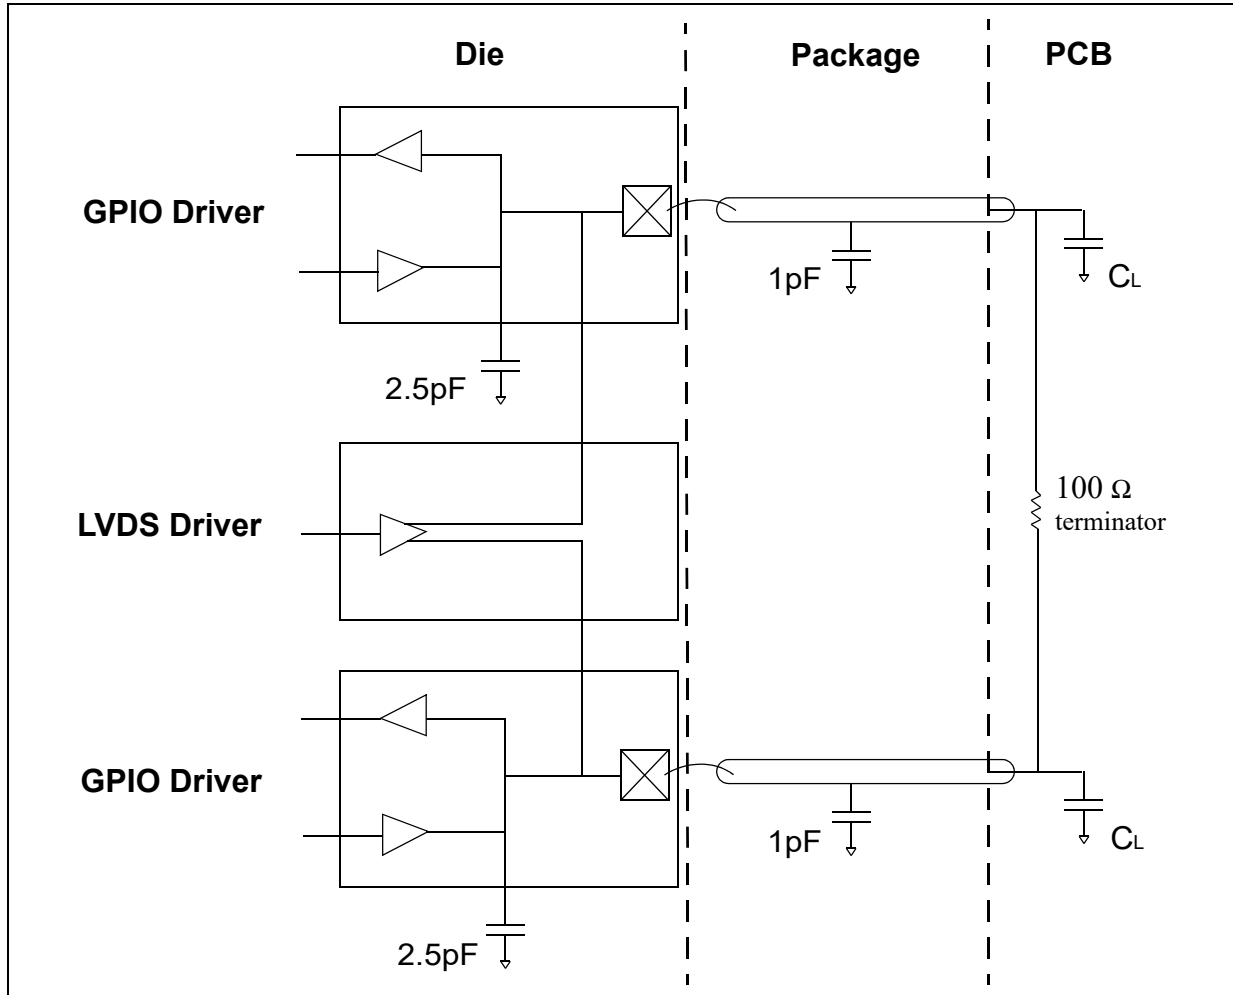 Die
Package
PCB
GPIO Driver
1pF
CL
2.5pF
LVDS Driver
100 Ω
terminator
GPIO Driver
1pF
CL
2.5pF